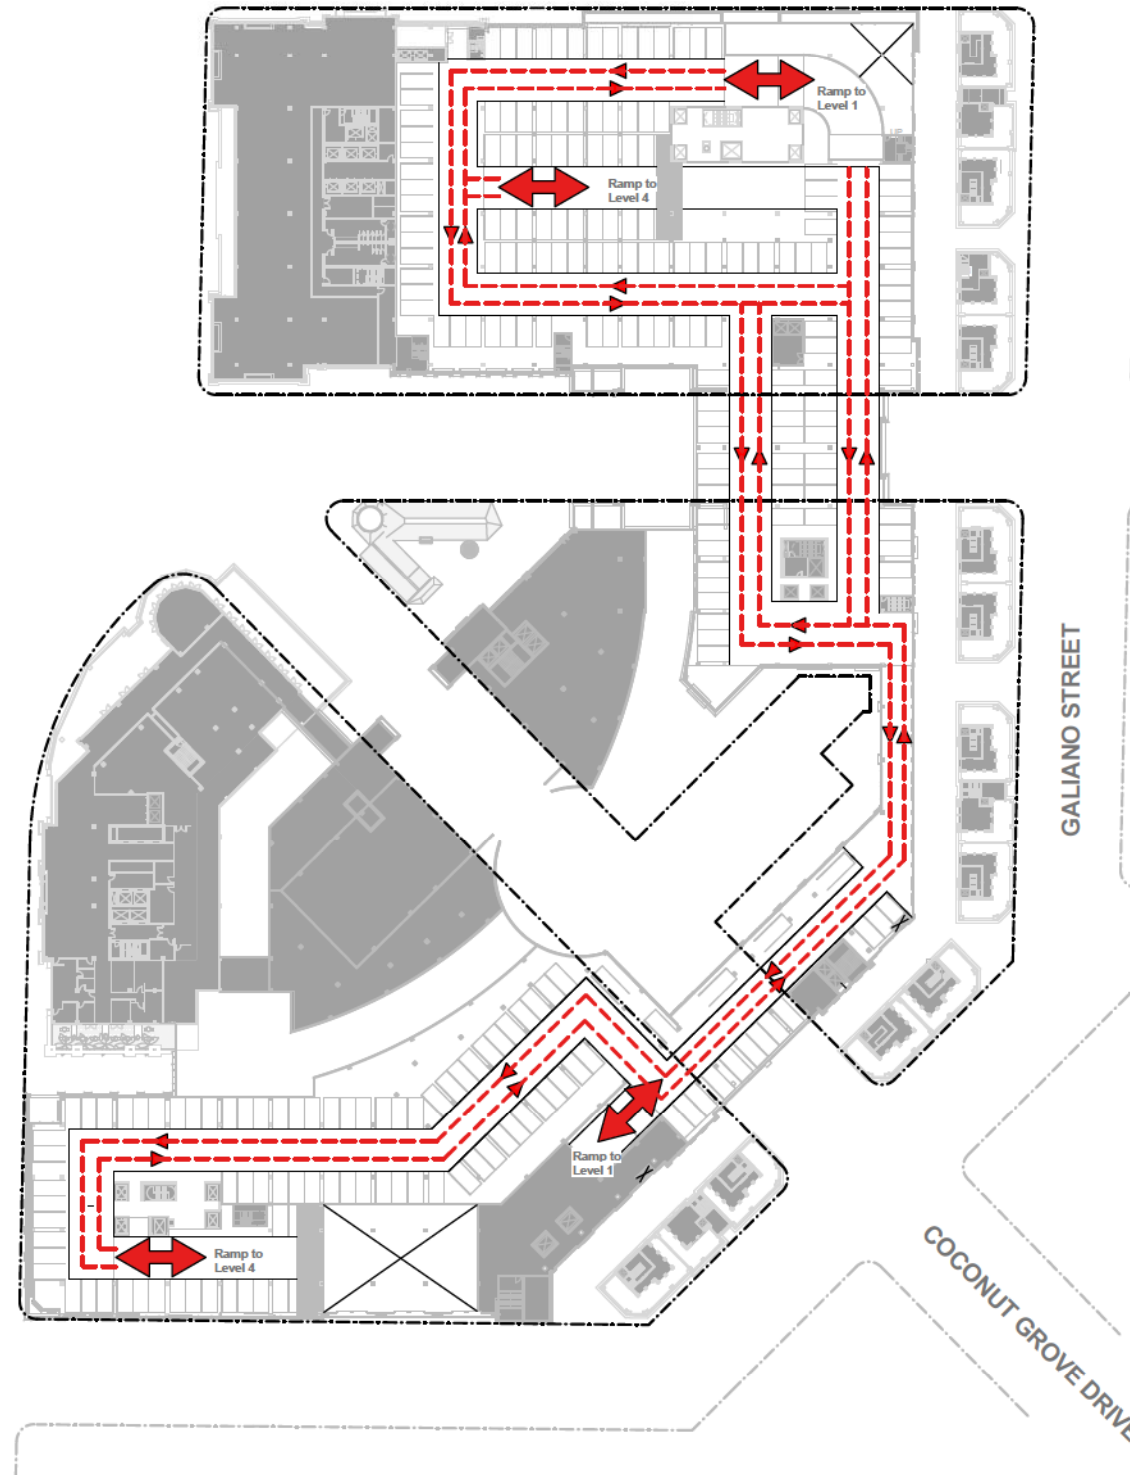 Ramp to
Level 1
Ramp to
Level 4
GALIANO STREET
Ramp to
Level 1
Ramp to
Level 4
COCONUT GROVE DRIVE